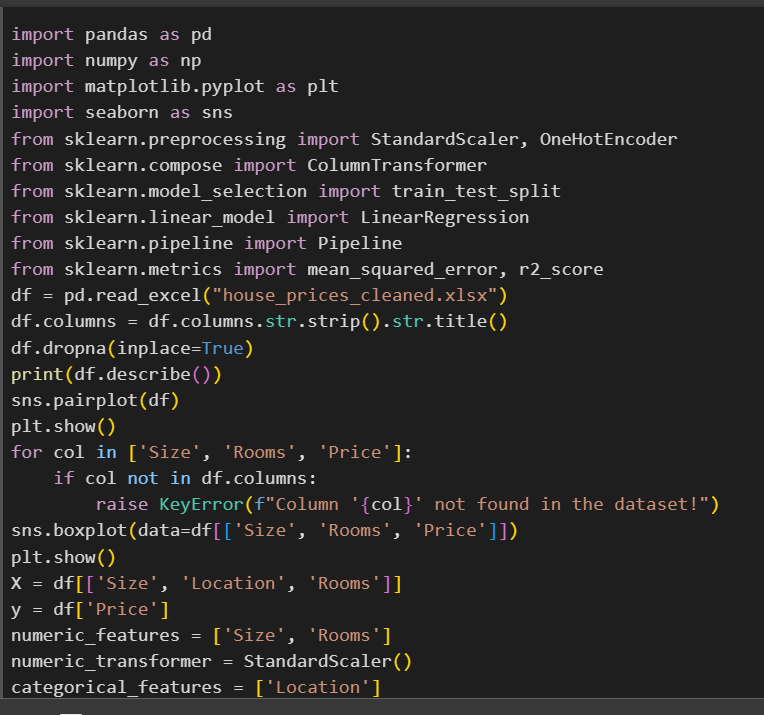 import pandas as pd
import numpy as np
import matplotlib.pyplot as plt
import seaborn as sns
from sklearn.preprocessing import StandardScaler, OneHotEncoder
from sklearn.compose import ColumnTransformer
from sklearn.model_selection import train_test_split
from sklearn.linear_model import LinearRegression
from sklearn.pipeline import Pipeline
from sklearn.metrics import mean_squared_error, r2_score
df = pd.read_excel("house_prices_cleaned.xlsx")
df.columns = df.columns.str.strip().str.title()
df.dropna(inplace=True)
print(df.describe())
sns.pairplot(df)
plt.show()
for col in ['Size', 'Rooms', 'Price']:
    if col not in df.columns:
        raise KeyError(f"Column '{col}' not found in the dataset!")
sns.boxplot(data=df[['Size', 'Rooms', 'Price']])
plt.show()
X = df[['Size', 'Location', 'Rooms']]
y = df['Price']
numeric_features = ['Size', 'Rooms']
numeric_transformer = StandardScaler()
categorical_features = ['Location']